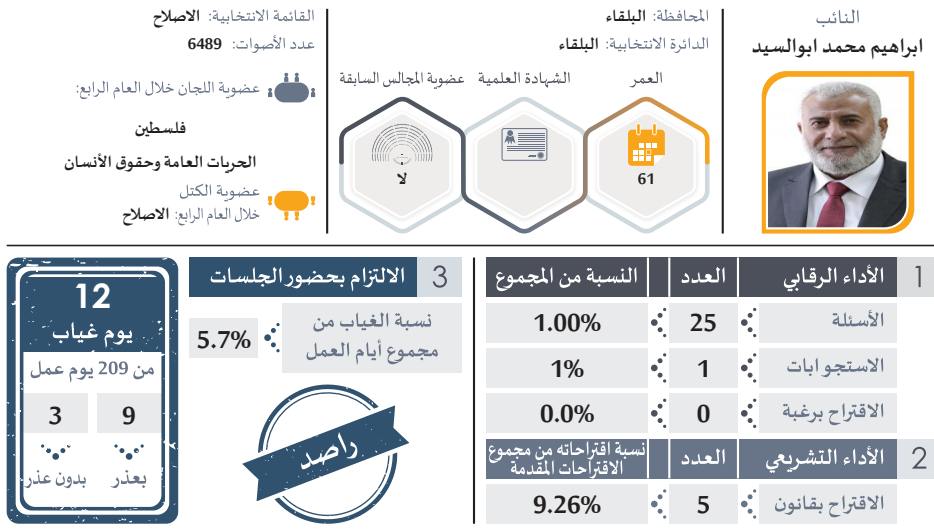 النائب
ابراهيم محمد ابوالسيد
المحافظة: البلقاء
الدائرة الانتخابية: البلقاء
العمر
61
الشهادة العلمية
عضوية المجالس السابقة
لا
القائمة الانتخابية: الاصلاح
عدد الأصوات: 6489
عضوية اللجان خلال العام الرابع:
فلسطين
الحريات العامة وحقوق الأنسان
عضوية الكتل
خلال العام الرابع: الاصلاح
1 الأداء الرقابي العدد النسبة من المجموع
الأسئلة 25 1.00%
الاستجوابات 1 1%
الاقتراح برغبة 0 0.0%
2 الأداء التشريعي العدد نسبة اقتراحاته من مجموع
الاقتراحات المقدمة
الاقتراح بقانون 5 9.26%
3 الالتزام بحضور الجلسات
نسبة الغياب من
مجموع أيام العمل
5.7%
راصد
12
يوم غياب
من 209 يوم عمل
9 3
بعذر بدون عذر